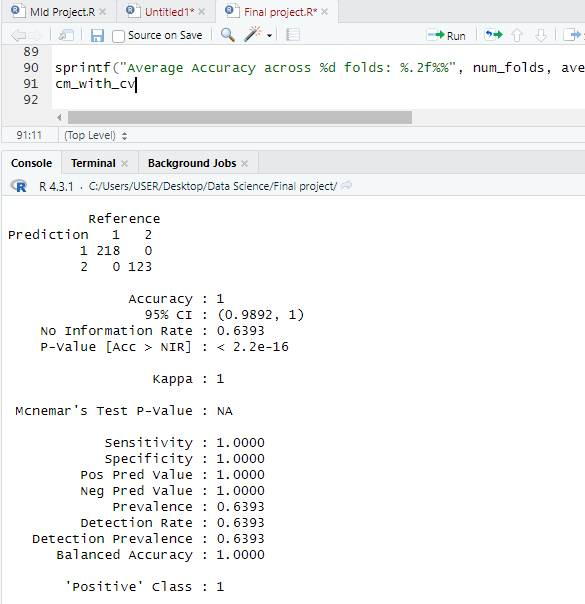 MId Project.R × Untitled1* × Final project.R* ×
Source on Save Run
89
90 sprintf("Average Accuracy across %d folds: %.2f%%", num_folds, ave
91 cm_with_cv
92
91:11 (Top Level)
Console Terminal × Background Jobs ×
R 4.3.1 · C:/Users/USER/Desktop/Data Science/Final project/
Reference
Prediction 1 2
1 218 0
2 0 123
Accuracy : 1
95% CI : (0.9892, 1)
No Information Rate : 0.6393
P-Value [Acc > NIR] : < 2.2e-16
Kappa : 1
Mcnemar's Test P-Value : NA
Sensitivity : 1.0000
Specificity : 1.0000
Pos Pred Value : 1.0000
Neg Pred Value : 1.0000
Prevalence : 0.6393
Detection Rate : 0.6393
Detection Prevalence : 0.6393
Balanced Accuracy : 1.0000
'Positive' Class : 1